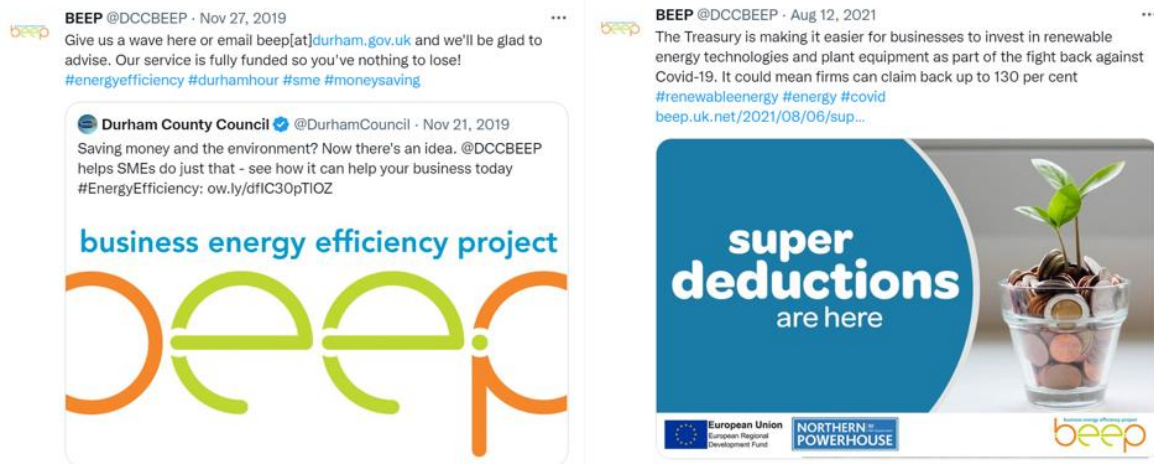 BEEP @DCCBEEP · Nov 27, 2019
Give us a wave here or email beep[at]durham.gov.uk and we'll be glad to
advise. Our service is fully funded so you've nothing to lose!
#energyefficiency #durhamhour #sme #moneysaving
Durham County Council @DurhamCouncil · Nov 21, 2019
Saving money and the environment? Now there's an idea. @DCCBEEP
helps SMEs do just that - see how it can help your business today
#EnergyEfficiency: ow.ly/dfIC30pTlOZ
business energy efficiency project
beep
BEEP @DCCBEEP · Aug 12, 2021
The Treasury is making it easier for businesses to invest in renewable
energy technologies and plant equipment as part of the fight back against
Covid-19. It could mean firms can claim back up to 130 per cent
#renewableenergy #energy #covid
beep.uk.net/2021/08/06/sup...
super
deductions
are here
European Union
European Regional
Development Fund
NORTHERN
POWERHOUSE
business energy efficiency project
beep